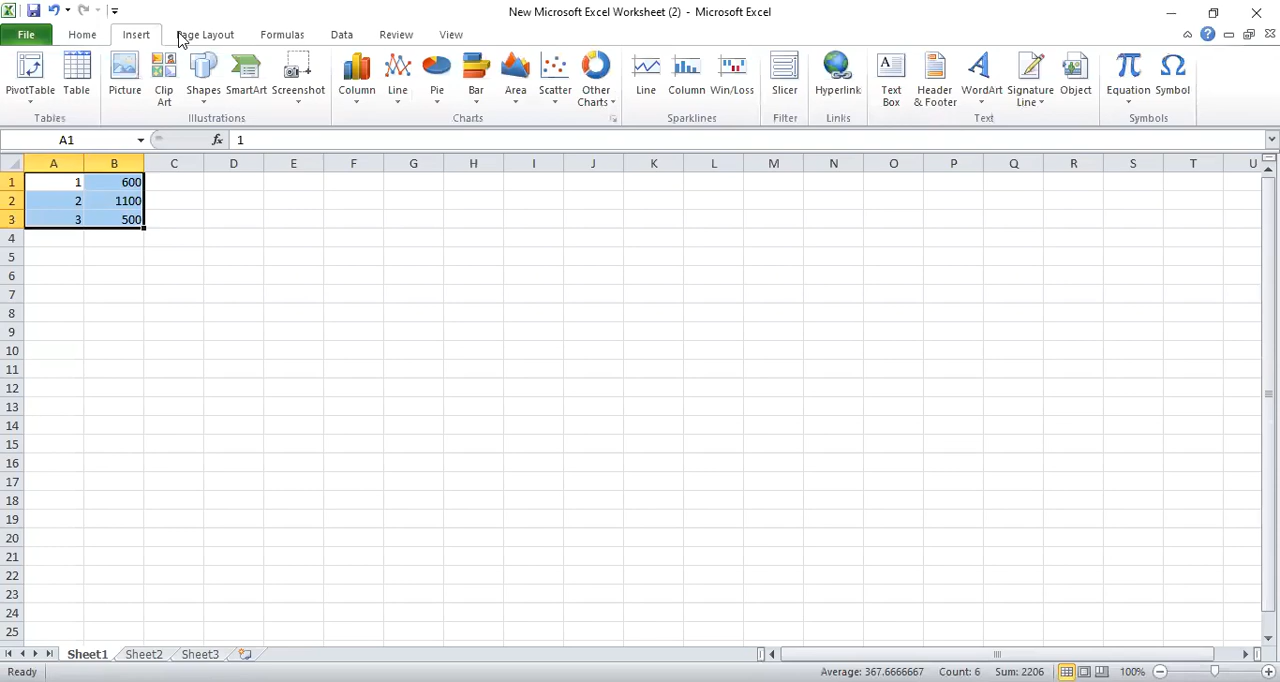 New Microsoft Excel Worksheet (2) - Microsoft Excel
File Home Insert Page Layout Formulas Data Review View
PivotTable Table Picture Clip Art Shapes SmartArt Screenshot Column Line Pie Bar Area Scatter Other Charts Line Column Win/Loss Slicer Hyperlink Text Box Header & Footer WordArt Signature Line Object Equation Symbol
Tables Illustrations Charts Sparklines Filter Links Text Symbols
A1 fx 1
A B C D E F G H I J K L M N O P Q R S T U
1 1 600
2 2 1100
3 3 500
4
5
6
7
8
9
10
11
12
13
14
15
16
17
18
19
20
21
22
23
24
25
Sheet1 Sheet2 Sheet3
Ready Average: 367.6666667 Count: 6 Sum: 2206 100%